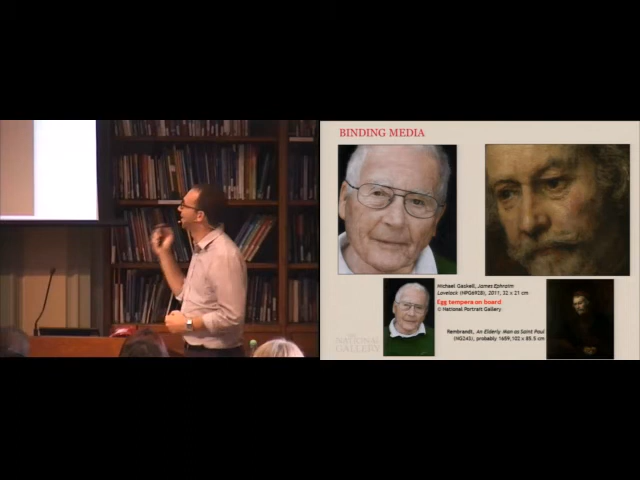 BINDING MEDIA
Michael Gaskell, James Ephraim
Lovelock (NPG6928), 2011, 32 x 21 cm
Egg tempera on board
© National Portrait Gallery
Rembrandt, An Elderly Man as Saint Paul
(NG243), probably 1659, 102 x 85.5 cm
THE
NATIONAL
GALLERY